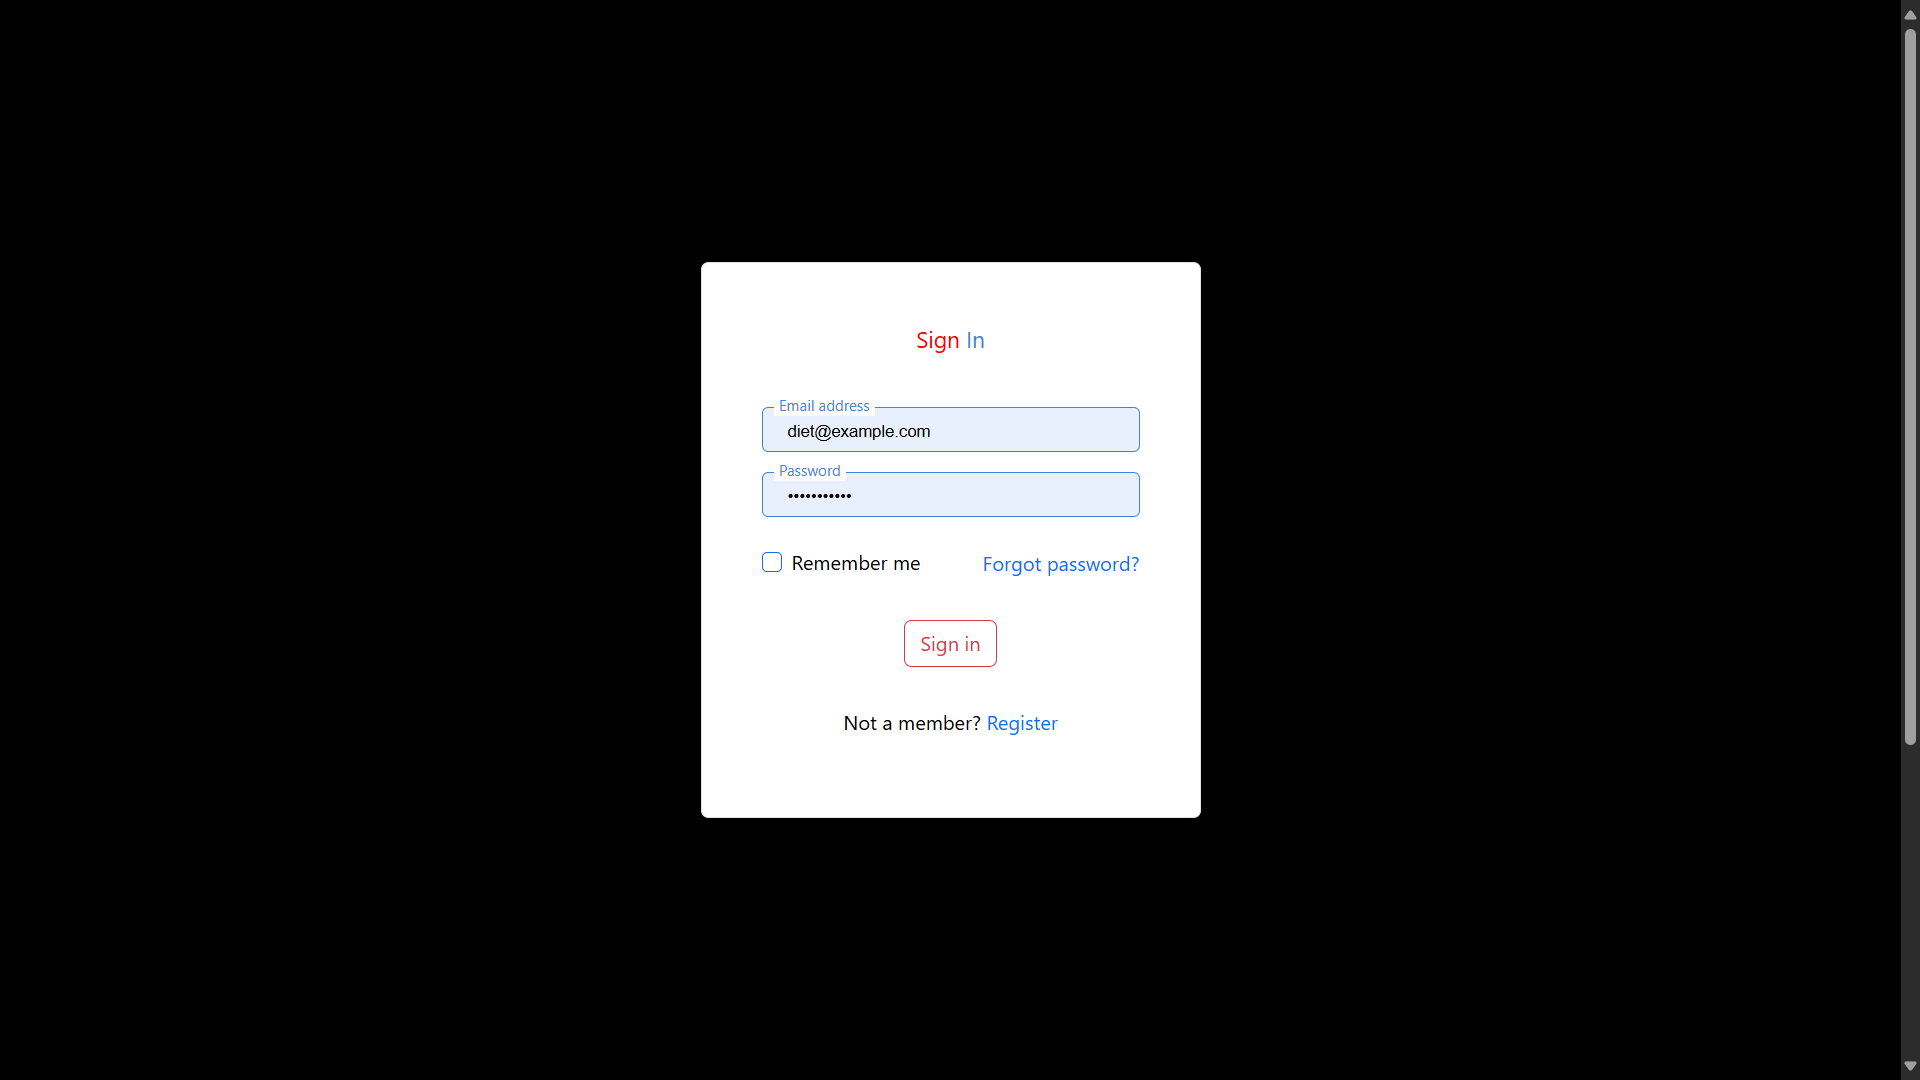 Sign In
Email address
diet@example.com
Password
•••••••••••
Remember me
Forgot password?
Sign in
Not a member? Register